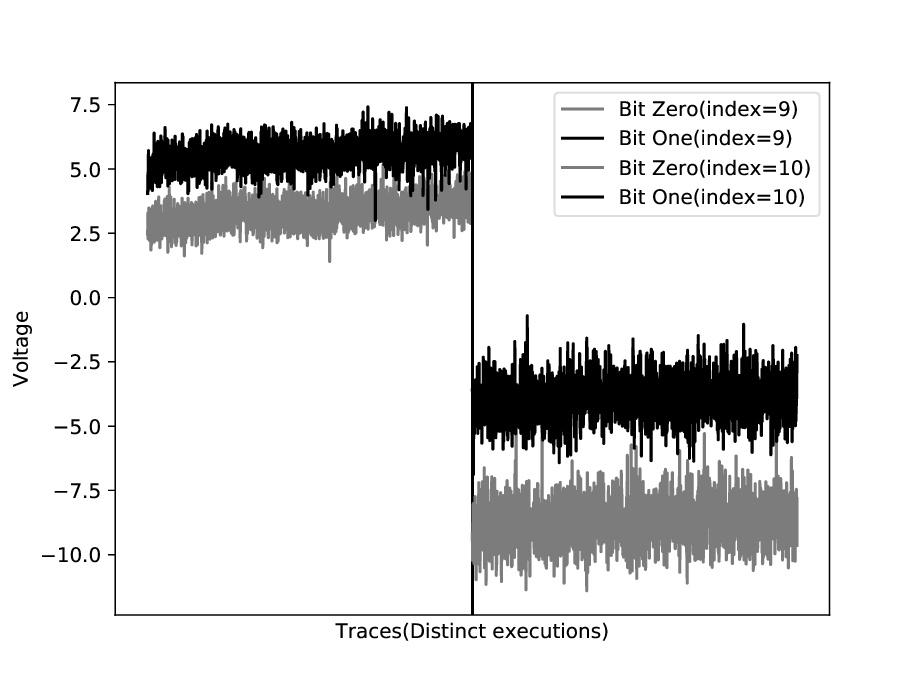 7.5
5.0
2.5
0.0
−2.5
−5.0
−7.5
−10.0
Voltage
Traces(Distinct executions)
Bit Zero(index=9)
Bit One(index=9)
Bit Zero(index=10)
Bit One(index=10)